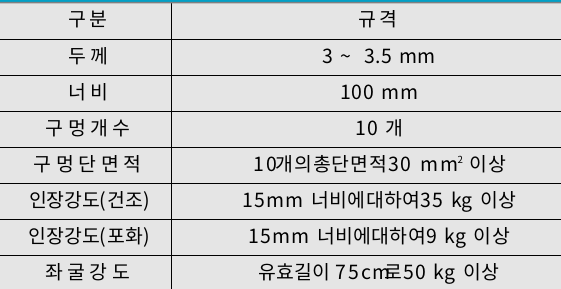 구분 규격
두께 3 ~ 3.5 mm
너비 100 mm
구멍개수 10 개
구멍단면적 10개의총단면적30 mm² 이상
인장강도(건조) 15mm 너비에대하여35 kg 이상
인장강도(포화) 15mm 너비에대하여9 kg 이상
좌굴강도 유효길이 75cm로50 kg 이상